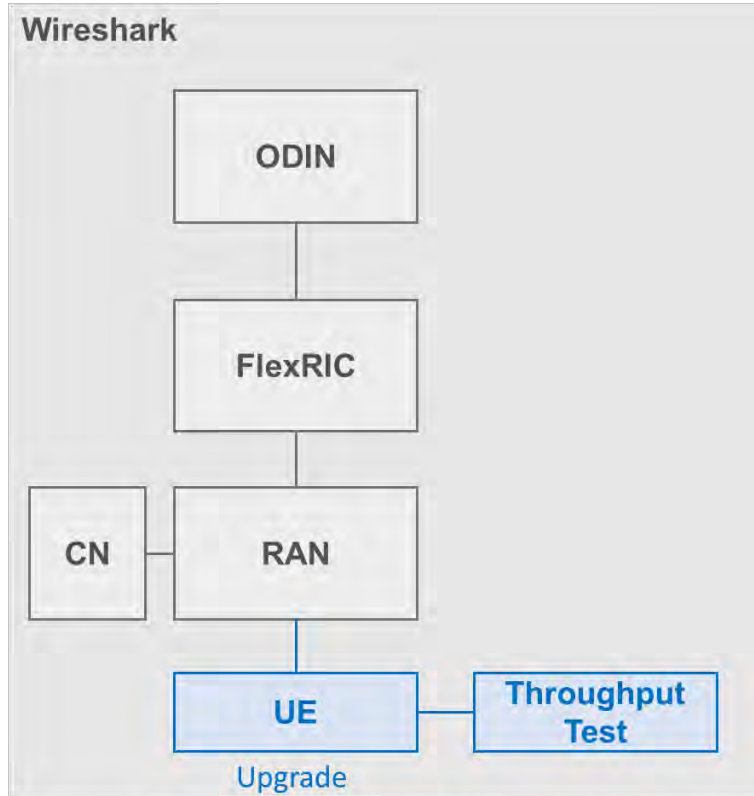 Wireshark
ODIN
FlexRIC
CN
RAN
UE
Throughput
Test
Upgrade